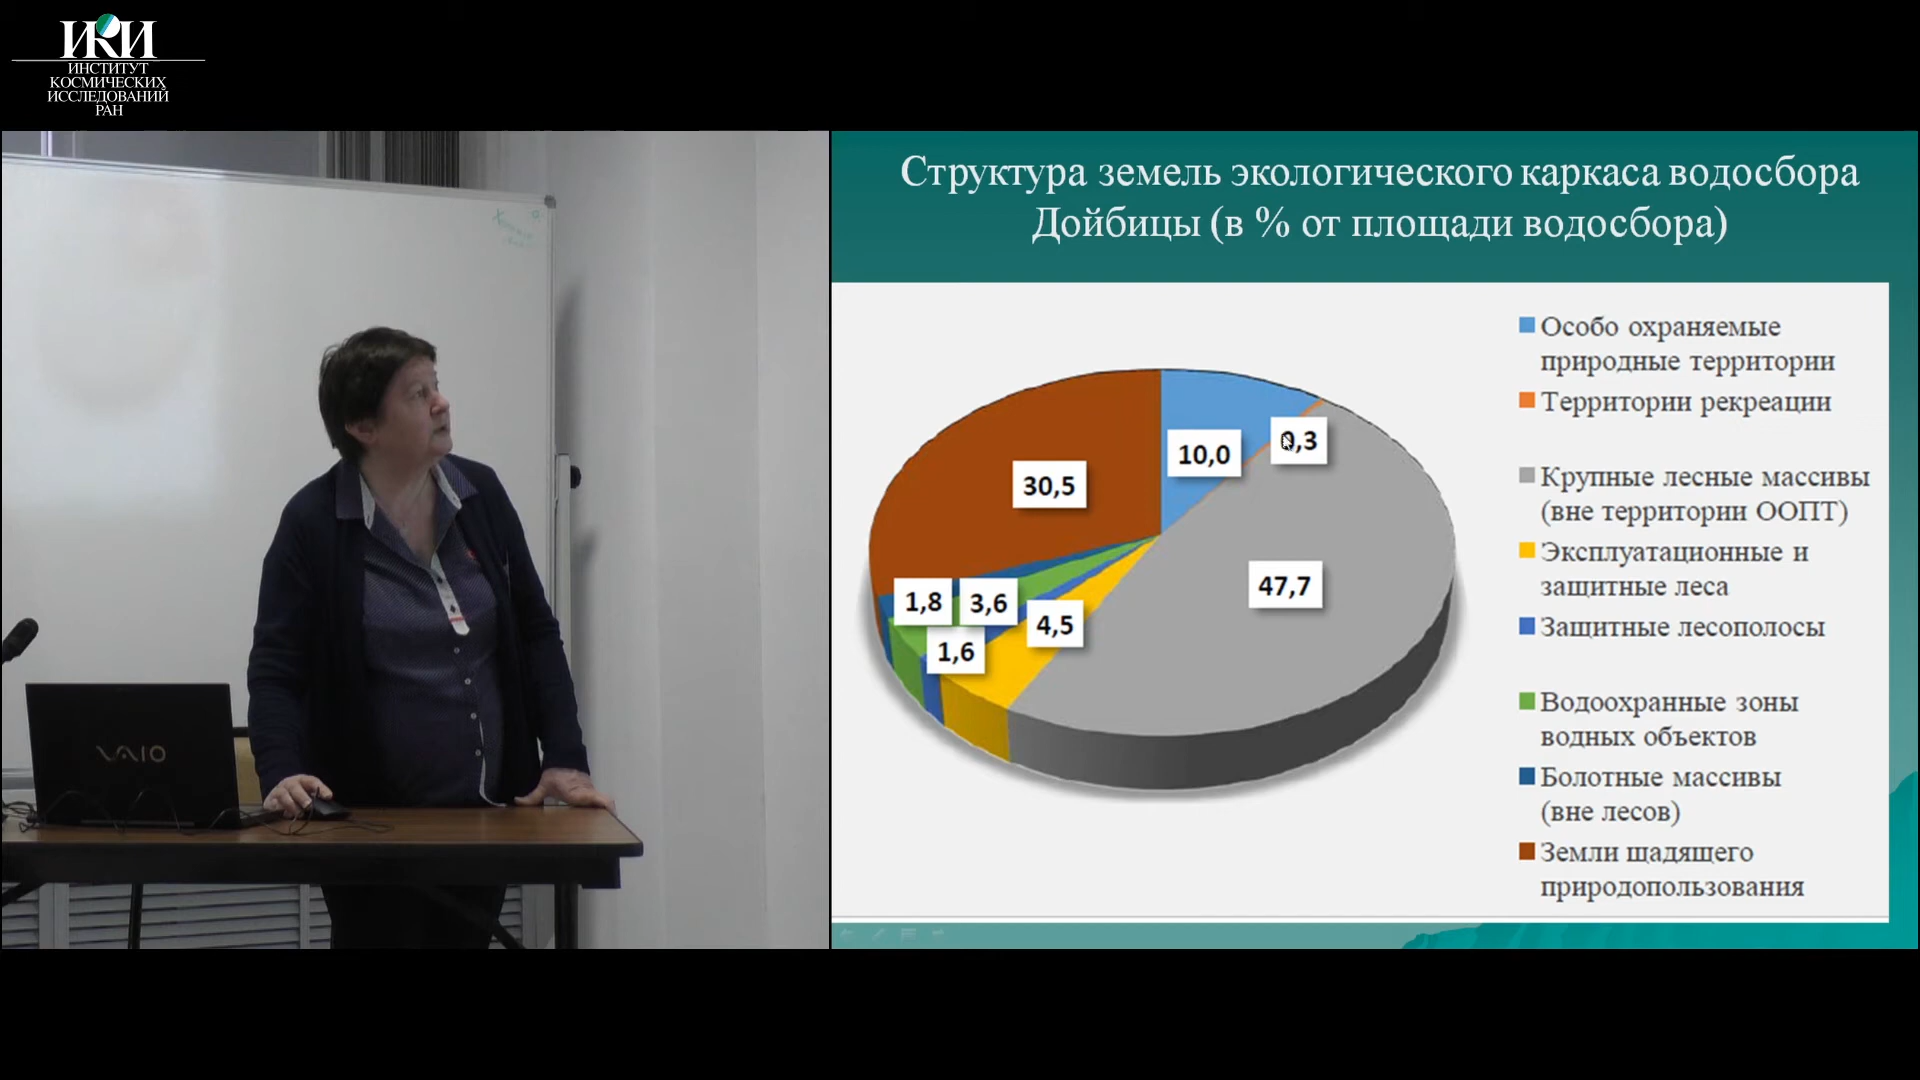 ИКИ
ИНСТИТУТ
КОСМИЧЕСКИХ
ИССЛЕДОВАНИЙ
РАН
Структура земель экологического каркаса водосбора
Дойбицы (в % от площади водосбора)
10,0
0,3
30,5
47,7
1,8
3,6
4,5
1,6
Особо охраняемые
природные территории
Территории рекреации
Крупные лесные массивы
(вне территории ООПТ)
Эксплуатационные и
защитные леса
Защитные лесополосы
Водоохранные зоны
водных объектов
Болотные массивы
(вне лесов)
Земли щадящего
природопользования
VAIO